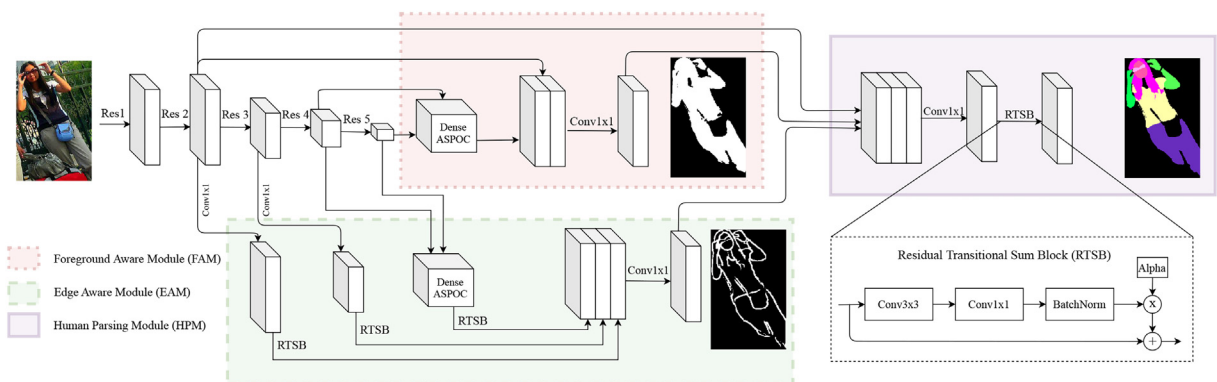 Res1
Res 2
Res 3
Res 4
Res 5
Dense
ASPOC
Conv1x1
Conv1x1
RTSB
Conv1x1
Conv1x1
Dense
ASPOC
Conv1x1
RTSB
RTSB
RTSB
Foreground Aware Module (FAM)
Edge Aware Module (EAM)
Human Parsing Module (HPM)
Residual Transitional Sum Block (RTSB)
Alpha
Conv3x3
Conv1x1
BatchNorm
x
+